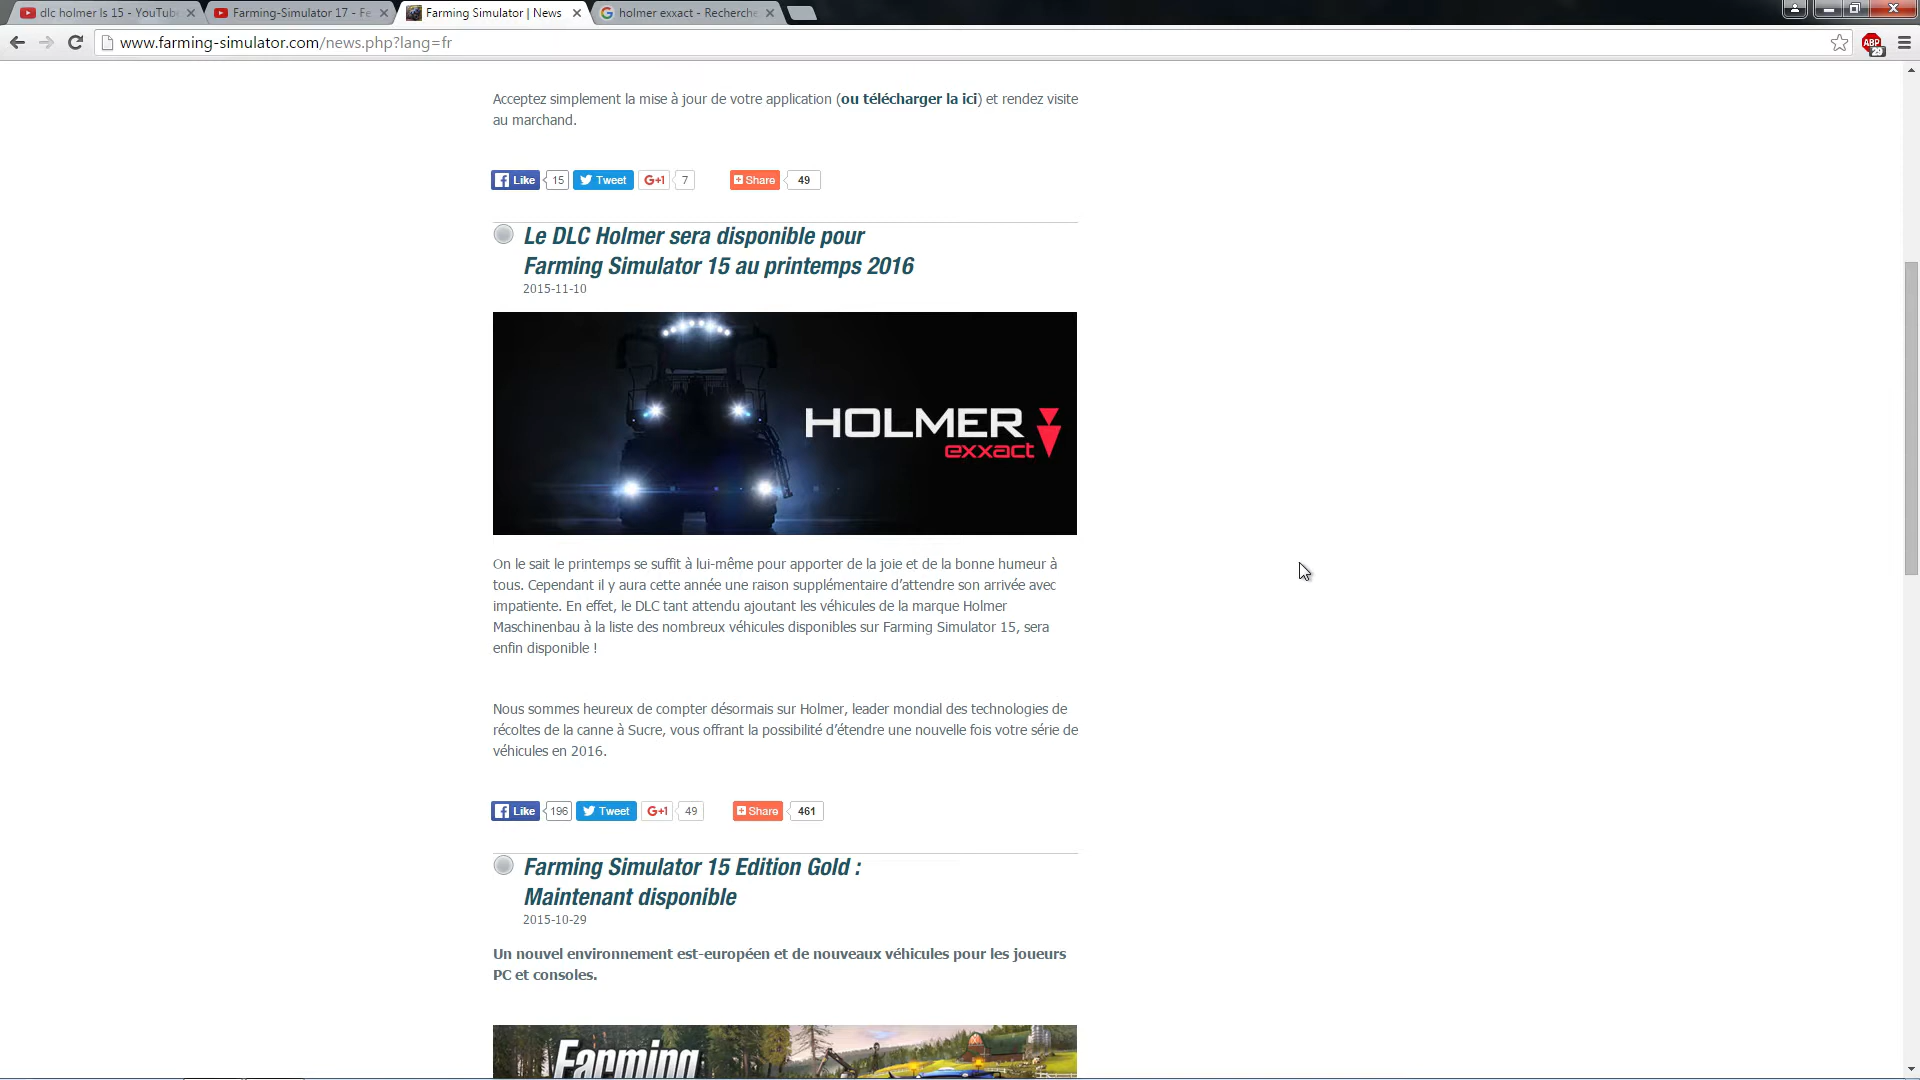 dlc holmer ls 15 - YouTub
Farming-Simulator 17 - Fe
Farming Simulator | News
holmer exxact - Recherche
www.farming-simulator.com/news.php?lang=fr
ABP
29
Acceptez simplement la mise à jour de votre application (ou télécharger la ici) et rendez visite
au marchand.
Like 15 Tweet G+1 7 Share 49
Le DLC Holmer sera disponible pour
Farming Simulator 15 au printemps 2016
2015-11-10
HOLMER
exxact
On le sait le printemps se suffit à lui-même pour apporter de la joie et de la bonne humeur à
tous. Cependant il y aura cette année une raison supplémentaire d’attendre son arrivée avec
impatiente. En effet, le DLC tant attendu ajoutant les véhicules de la marque Holmer
Maschinenbau à la liste des nombreux véhicules disponibles sur Farming Simulator 15, sera
enfin disponible !
Nous sommes heureux de compter désormais sur Holmer, leader mondial des technologies de
récoltes de la canne à Sucre, vous offrant la possibilité d’étendre une nouvelle fois votre série de
véhicules en 2016.
Like 196 Tweet G+1 49 Share 461
Farming Simulator 15 Edition Gold :
Maintenant disponible
2015-10-29
Un nouvel environnement est-européen et de nouveaux véhicules pour les joueurs
PC et consoles.
Farming